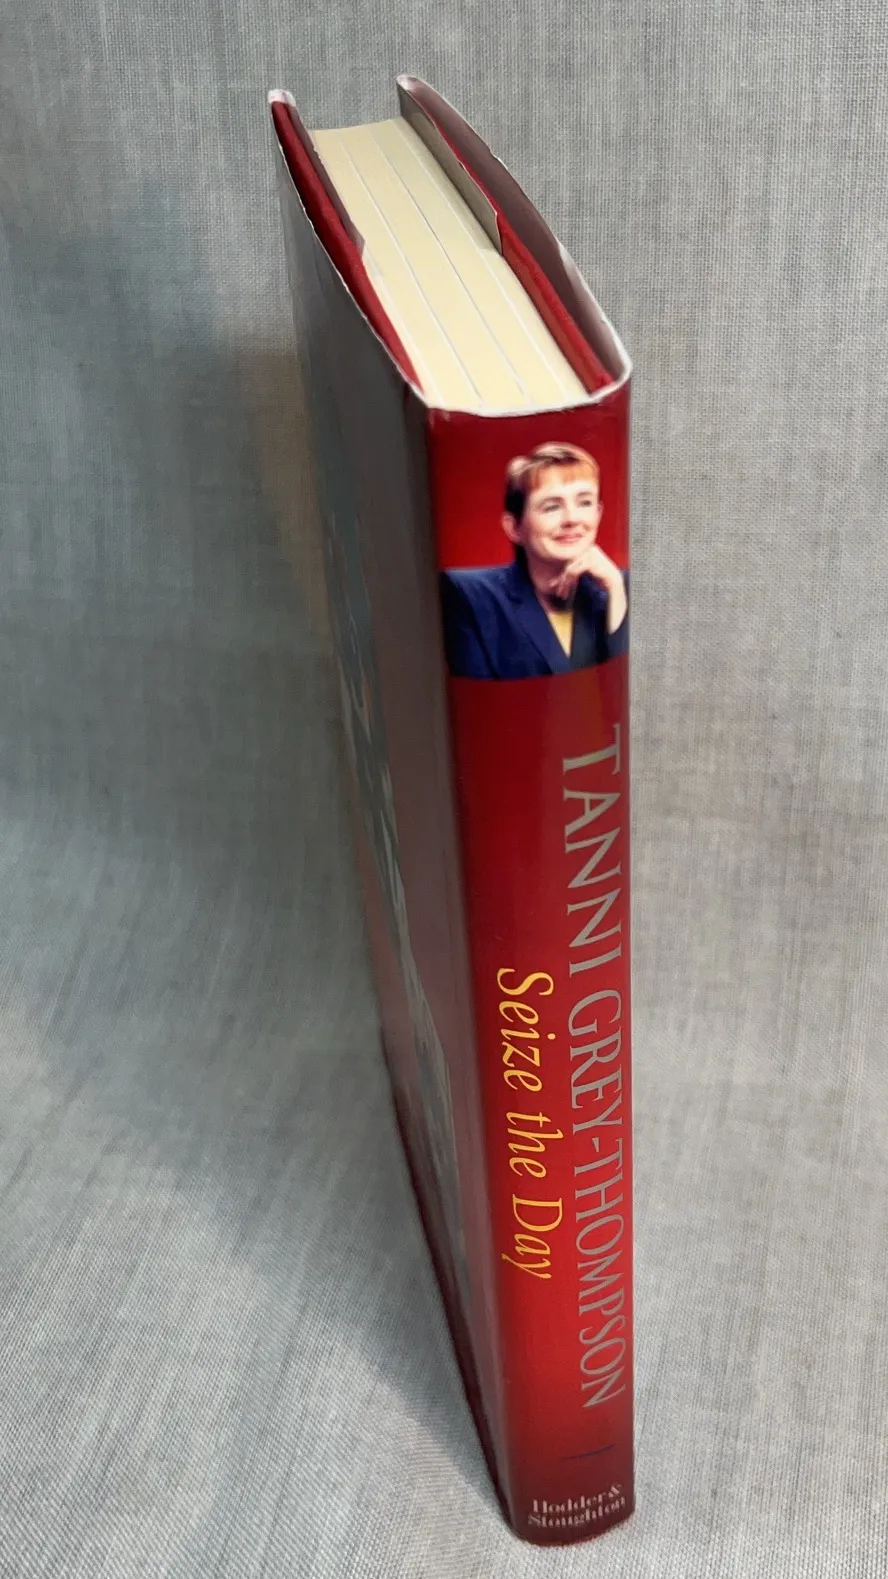 TANNI GREY-THOMPSON
Seize the Day
Hodder &
Stoughton